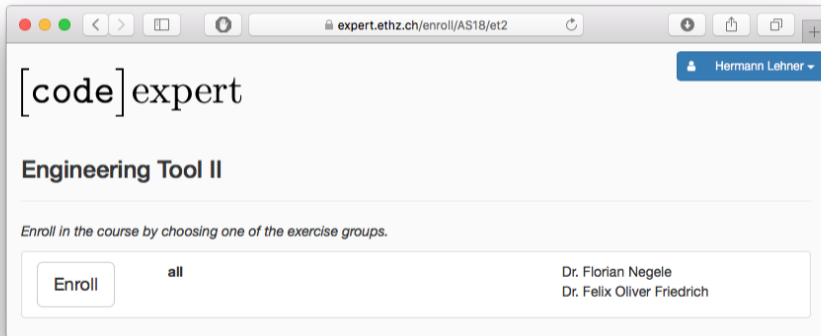 expert.ethz.ch/enroll/AS18/et2
Hermann Lehner
[code]expert
Engineering Tool II
Enroll in the course by choosing one of the exercise groups.
Enroll all Dr. Florian Negele
Dr. Felix Oliver Friedrich